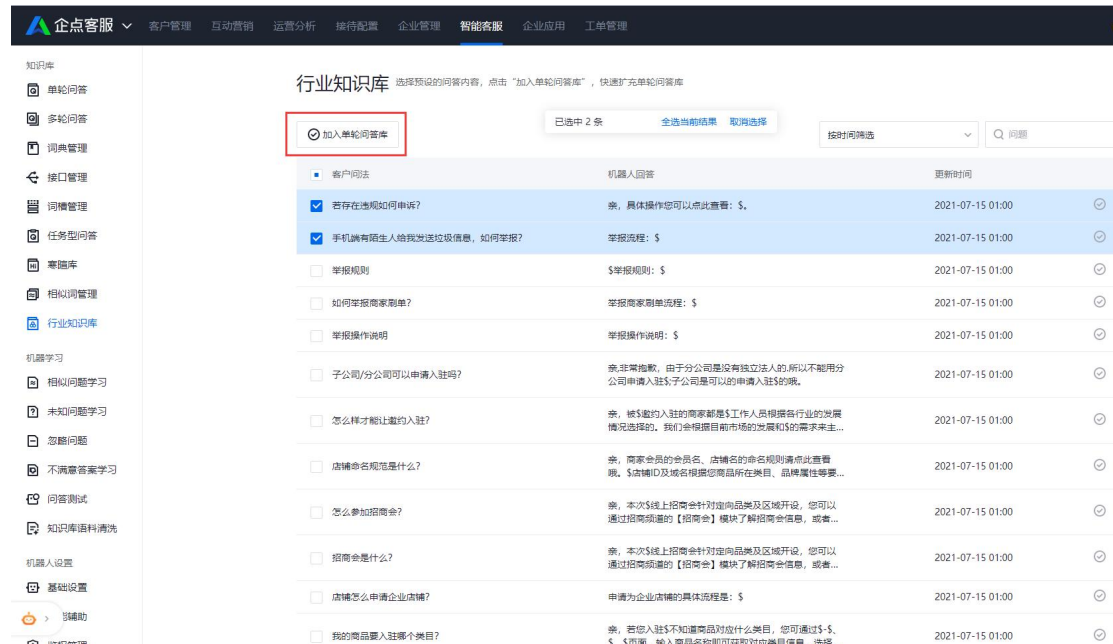 企点客服 客户管理 互动营销 运营分析 接待配置 企业管理 智能客服 企业应用 工单管理
知识库
单轮问答
多轮问答
词典管理
接口管理
词槽管理
任务型问答
寒暄库
相似词管理
行业知识库
机器学习
相似问题学习
未知问题学习
忽略问题
不满意答案学习
问答测试
知识库语料清洗
机器人设置
基础设置
辅助
行业知识库 选择预设的问答内容，点击“加入单轮问答库”，快速扩充单轮问答库
加入单轮问答库 已选中 2 条 全选当前结果 取消选择 按时间筛选 问题
客户问法 机器人回答 更新时间
若存在违规如何申诉？ 亲，具体操作您可以点此查看：$。 2021-07-15 01:00
手机端有陌生人给我发送垃圾信息，如何举报？ 举报流程：$ 2021-07-15 01:00
举报规则 $举报规则：$ 2021-07-15 01:00
如何举报商家刷单？ 举报商家刷单流程：$ 2021-07-15 01:00
举报操作说明 举报操作说明：$ 2021-07-15 01:00
子公司/分公司可以申请入驻吗？ 亲,非常抱歉，由于分公司是没有独立法人的.所以不能用分
公司申请入驻$;子公司是可以的申请入驻$的哦。 2021-07-15 01:00
怎么样才能让邀约入驻？ 亲，被$邀约入驻的商家都是$工作人员根据各行业的发展
情况选择的。我们会根据目前市场的发展和$的需求来主... 2021-07-15 01:00
店铺命名规范是什么？ 亲，商家会员的会员名、店铺名的命名规则请点此查看
哦。$店铺ID及域名根据您商品所在类目、品牌属性等要... 2021-07-15 01:00
怎么参加招商会？ 亲，本次$线上招商会针对定向品类及区域开设，您可以
通过招商频道的【招商会】模块了解招商会信息，或者... 2021-07-15 01:00
招商会是什么？ 亲，本次$线上招商会针对定向品类及区域开设，您可以
通过招商频道的【招商会】模块了解招商会信息，或者... 2021-07-15 01:00
店铺怎么申请企业店铺？ 申请为企业店铺的具体流程是：$ 2021-07-15 01:00
我的商品要入驻哪个类目？ 亲，若您入驻$不知道商品对应什么类目，您可通过$-$、
$、$页面，输入商品名称即可获取对应类目信息，选择 2021-07-15 01:00